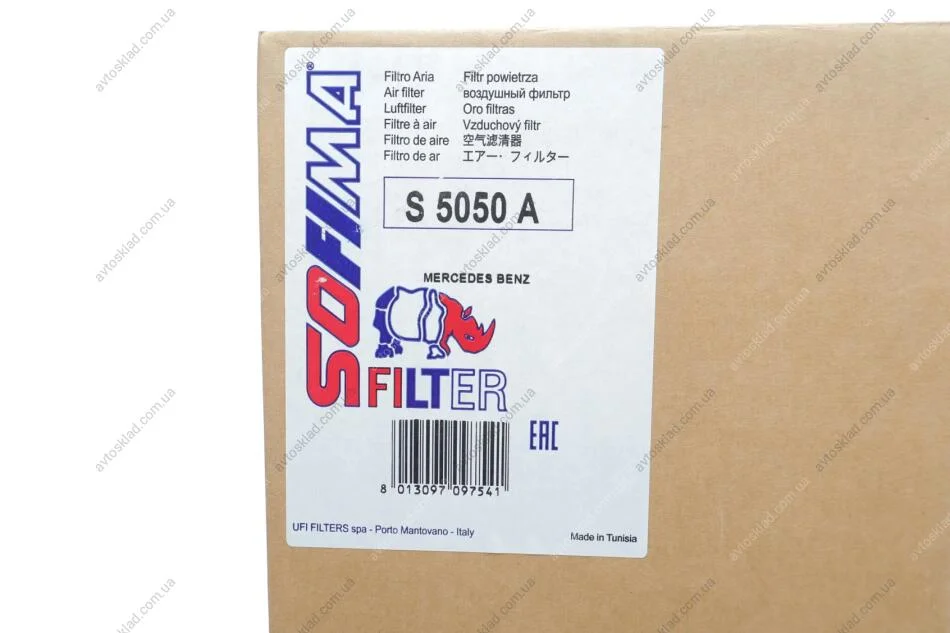 SOFIMA®
Filtro Aria
Air filter
Luftfilter
Filtre à air
Filtro de aire
Filtro de ar
Filtr powietrza
воздушный фильтр
Oro filtras
Vzduchový filtr
空气滤清器
エアー・フィルター
S 5050 A
MERCEDES BENZ
FILTER
EAC
8 013097 097541
UFI FILTERS spa - Porto Mantovano - Italy
Made in Tunisia
avtosklad.com.ua